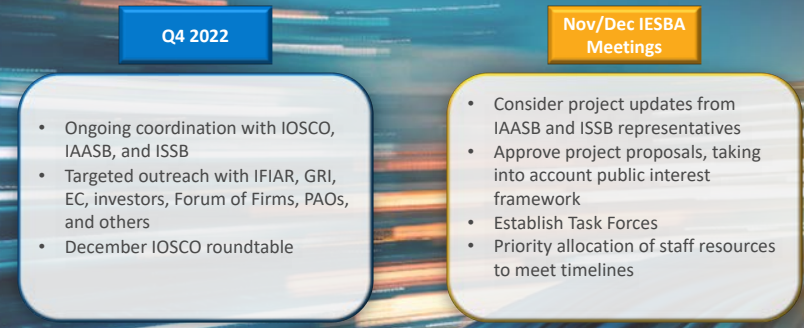 Q4 2022
• Ongoing coordination with IOSCO,
IAASB, and ISSB
• Targeted outreach with IFIAR, GRI,
EC, investors, Forum of Firms, PAOs,
and others
• December IOSCO roundtable
Nov/Dec IESBA
Meetings
• Consider project updates from
IAASB and ISSB representatives
• Approve project proposals, taking
into account public interest
framework
• Establish Task Forces
• Priority allocation of staff resources
to meet timelines